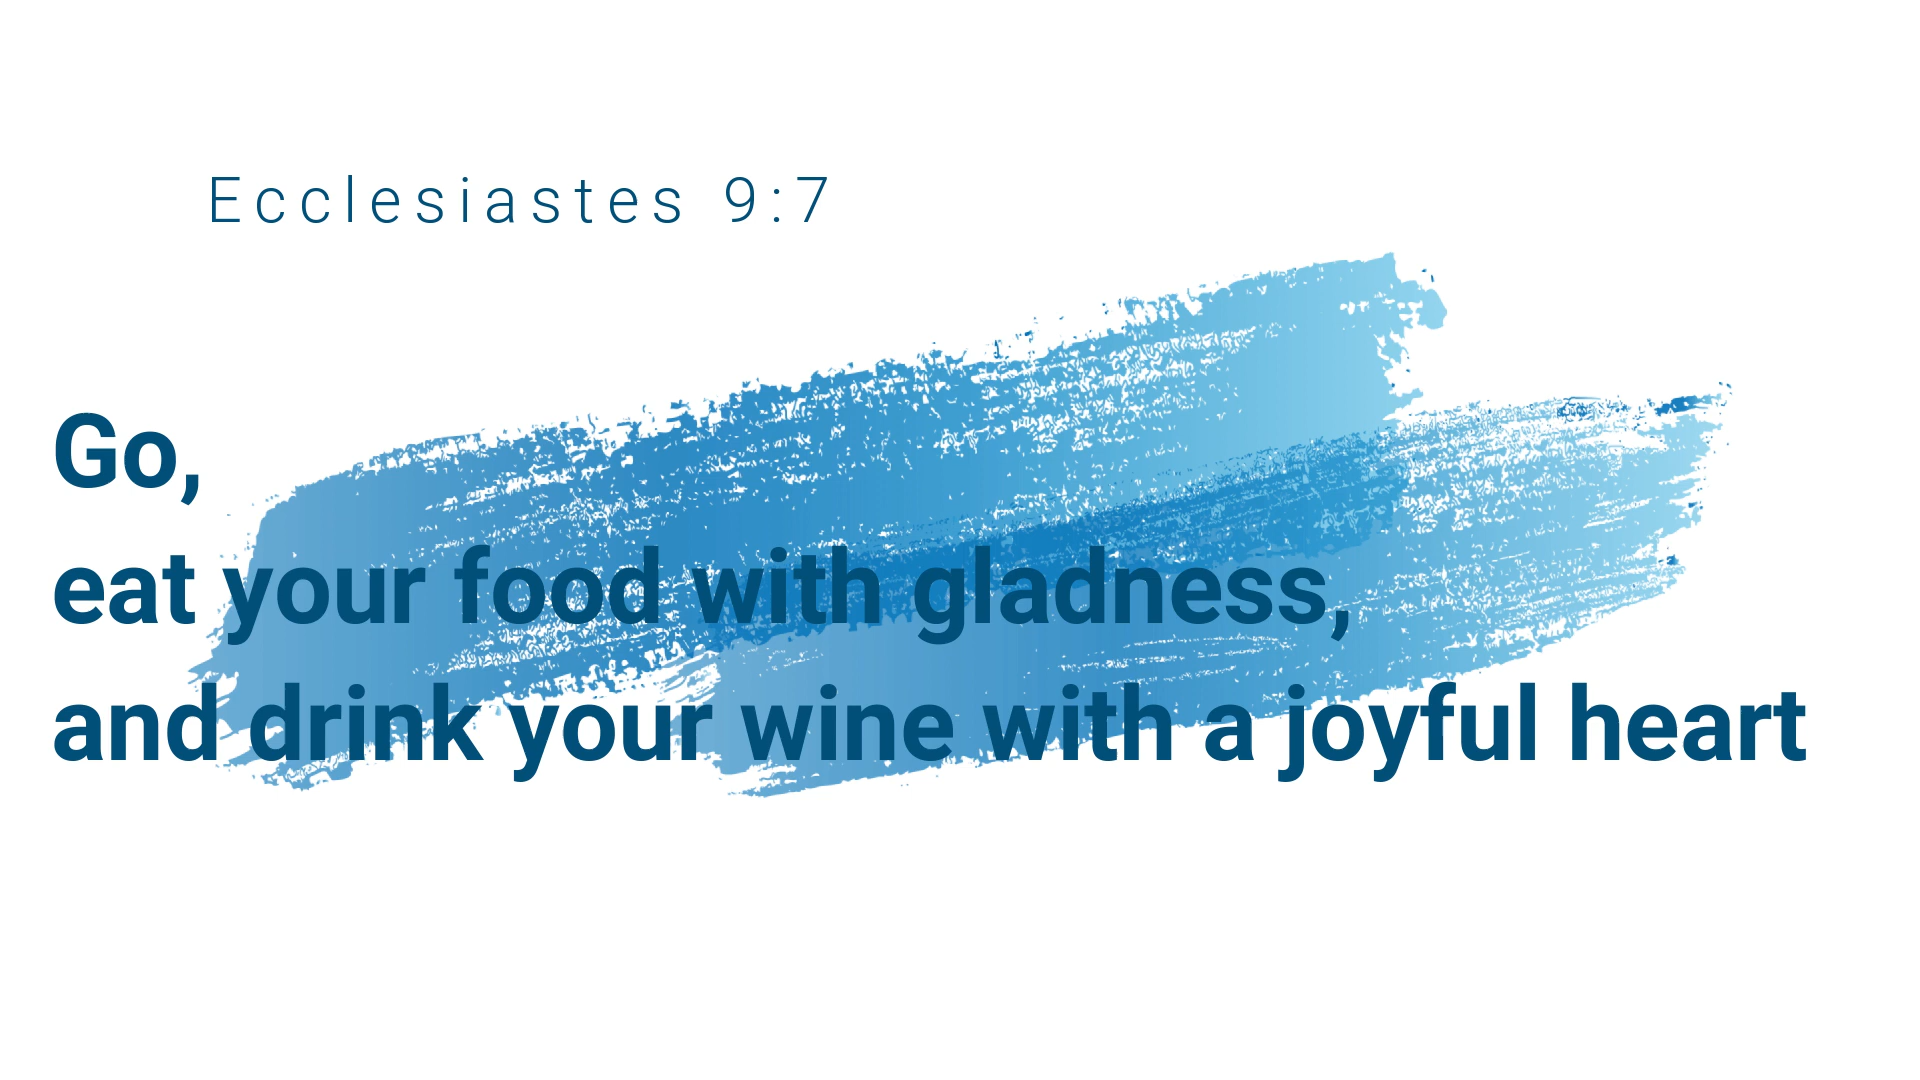 Ecclesiastes 9:7
Go,
eat your food with gladness,
and drink your wine with a joyful heart